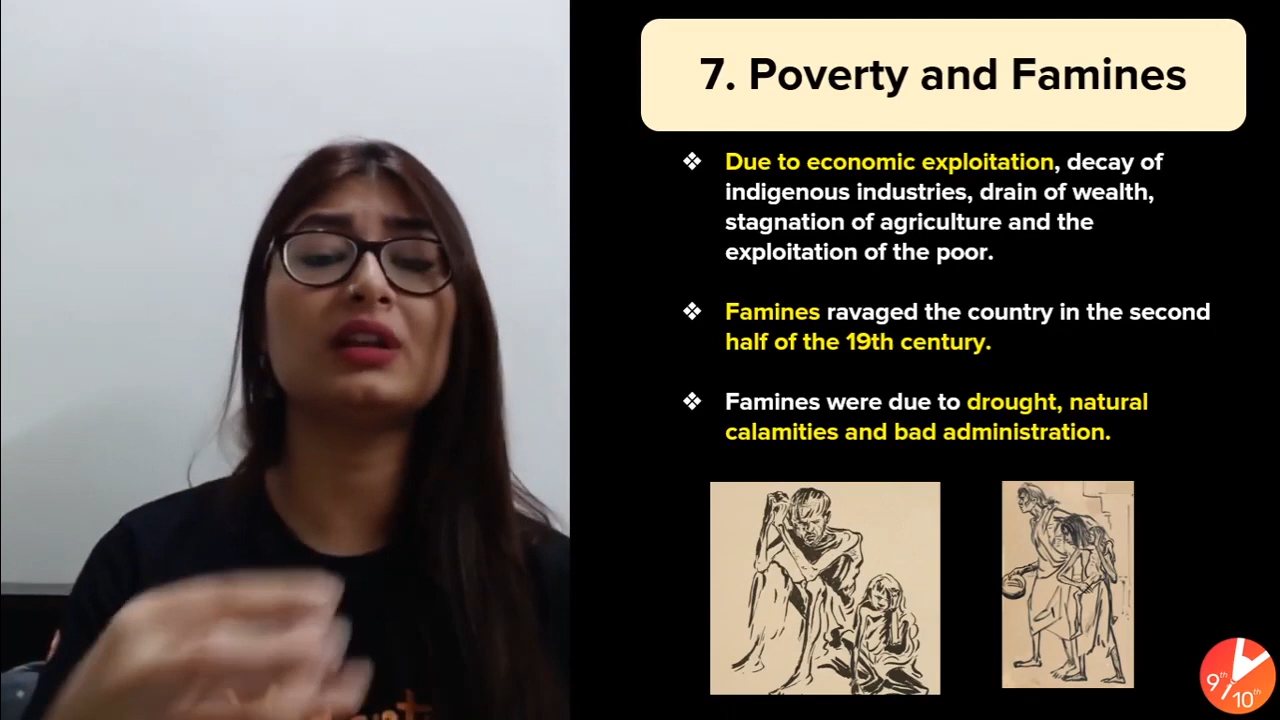 7. Poverty and Famines
❖ Due to economic exploitation, decay of
indigenous industries, drain of wealth,
stagnation of agriculture and the
exploitation of the poor.
❖ Famines ravaged the country in the second
half of the 19th century.
❖ Famines were due to drought, natural
calamities and bad administration.
9th
10th